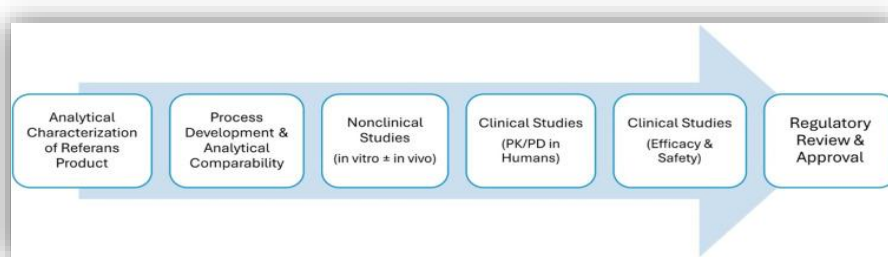 Analytical
Characterization
of Referans
Product
Process
Development &
Analytical
Comparability
Nonclinical
Studies
(in vitro ± in vivo)
Clinical Studies
(PK/PD in
Humans)
Clinical Studies
(Efficacy &
Safety)
Regulatory
Review &
Approval